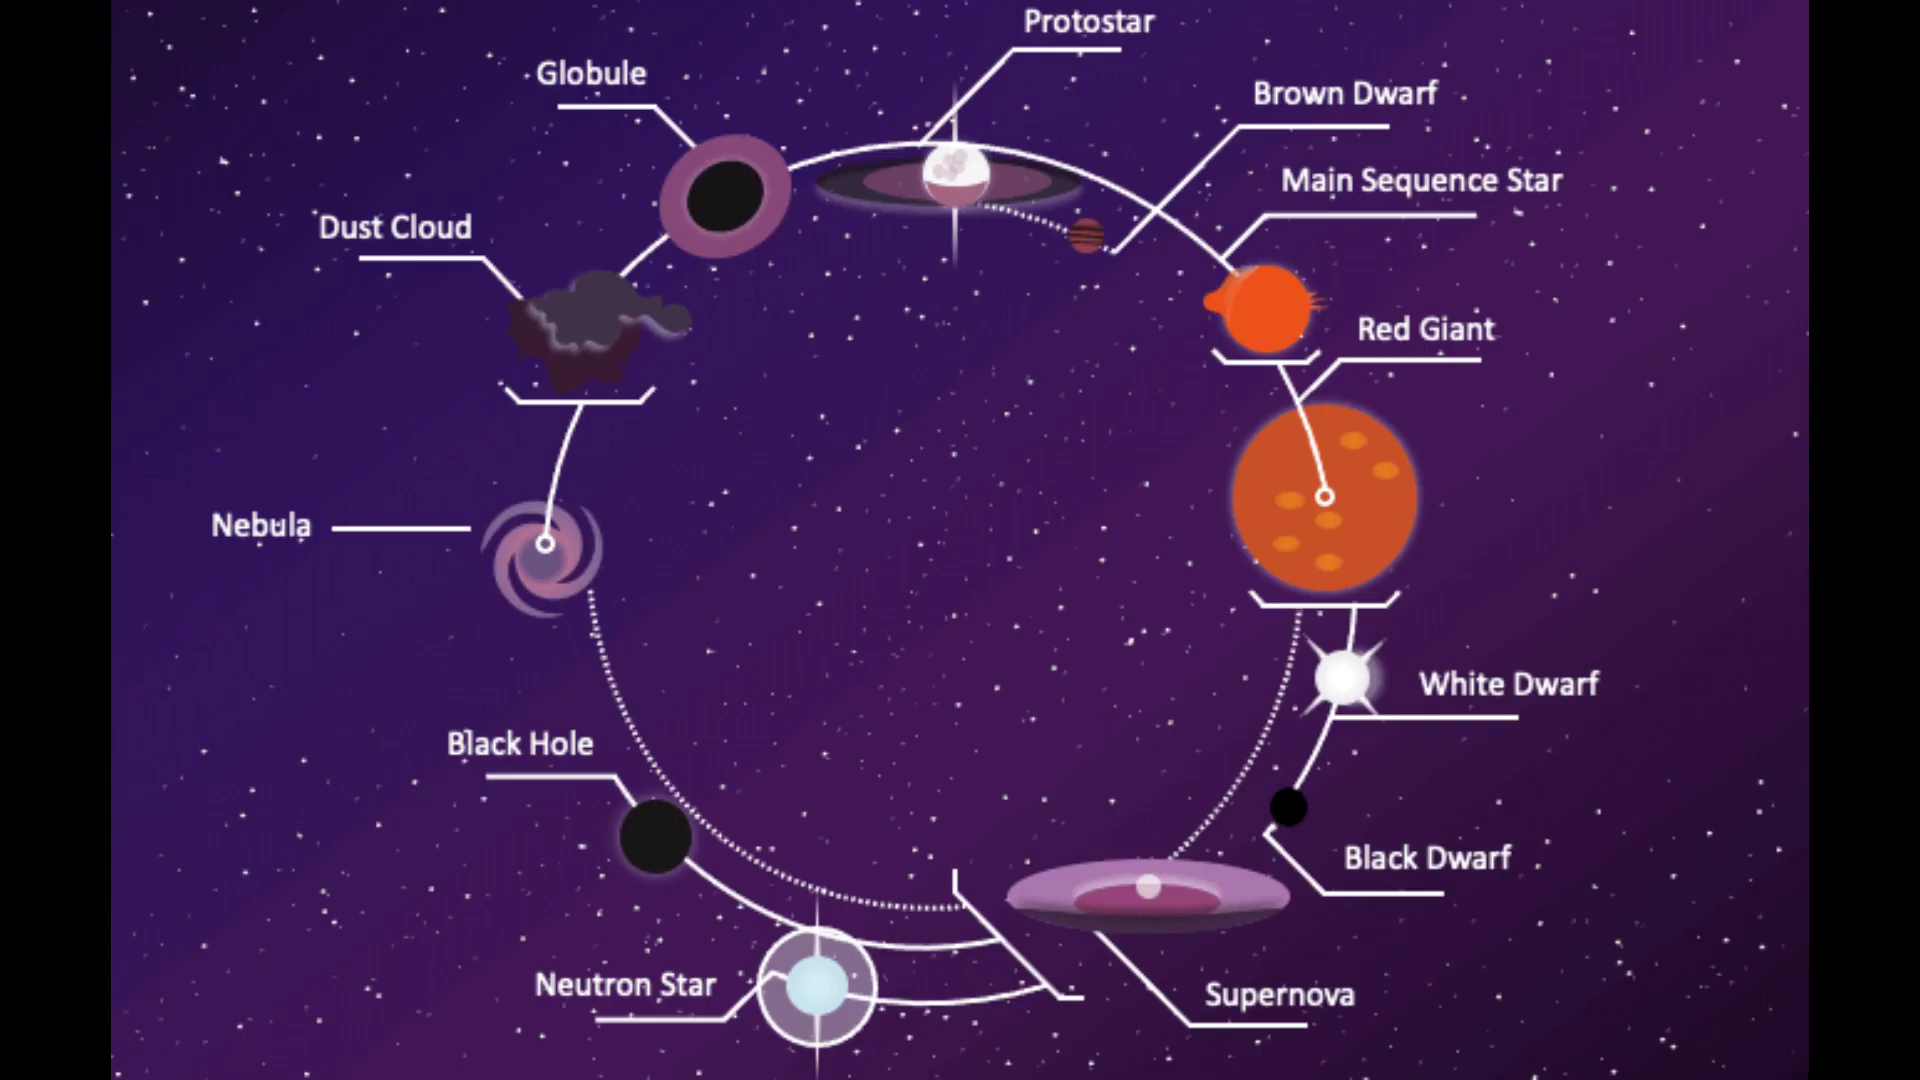 Protostar
Globule
Brown Dwarf
Main Sequence Star
Dust Cloud
Red Giant
Nebula
White Dwarf
Black Hole
Black Dwarf
Neutron Star
Supernova